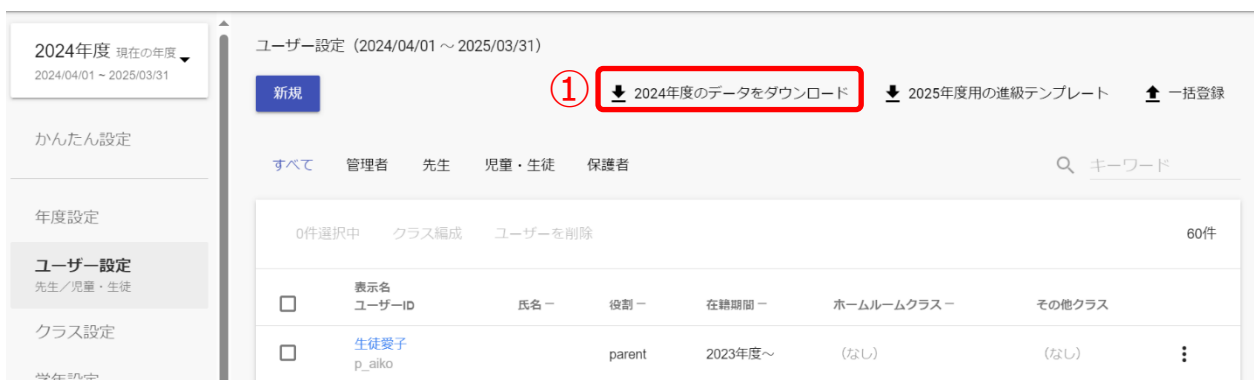 2024年度 現在の年度
2024/04/01 ~ 2025/03/31
かんたん設定
年度設定
ユーザー設定
先生／児童・生徒
クラス設定
学年設定
ユーザー設定（2024/04/01 ～ 2025/03/31）
新規
① 2024年度のデータをダウンロード 2025年度用の進級テンプレート 一括登録
すべて 管理者 先生 児童・生徒 保護者 キーワード
0件選択中 クラス編成 ユーザーを削除 60件
表示名
ユーザーID 氏名 役割 在籍期間 ホームルームクラス その他クラス
生徒愛子
p_aiko parent 2023年度～ （なし） （なし）